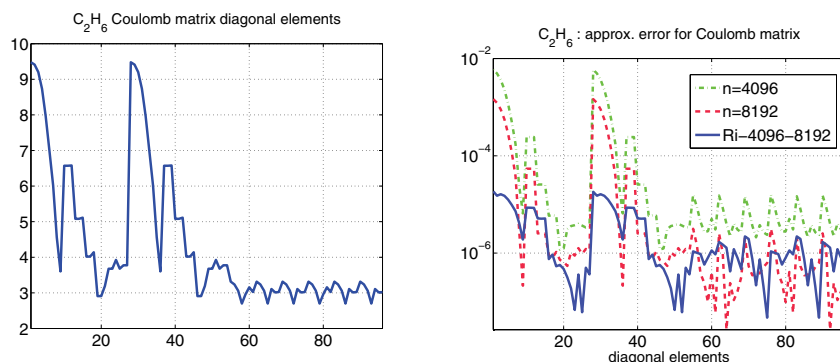 C₂H₆ Coulomb matrix diagonal elements
10
9
8
7
6
5
4
3
2
20 40 60 80
C₂H₆ : approx. error for Coulomb matrix
10⁻²
10⁻⁴
10⁻⁶
n=4096
n=8192
Ri−4096−8192
20 40 60 80
diagonal elements